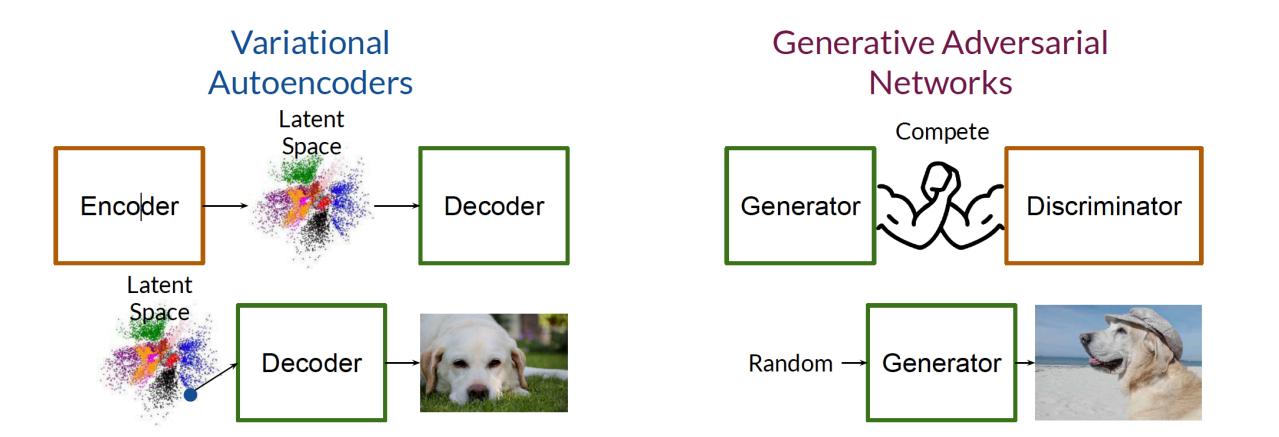 Variational
Autoencoders
Latent
Space
Encoder
Decoder
Latent
Space
Decoder
Generative Adversarial
Networks
Compete
Generator
Discriminator
Random
Generator